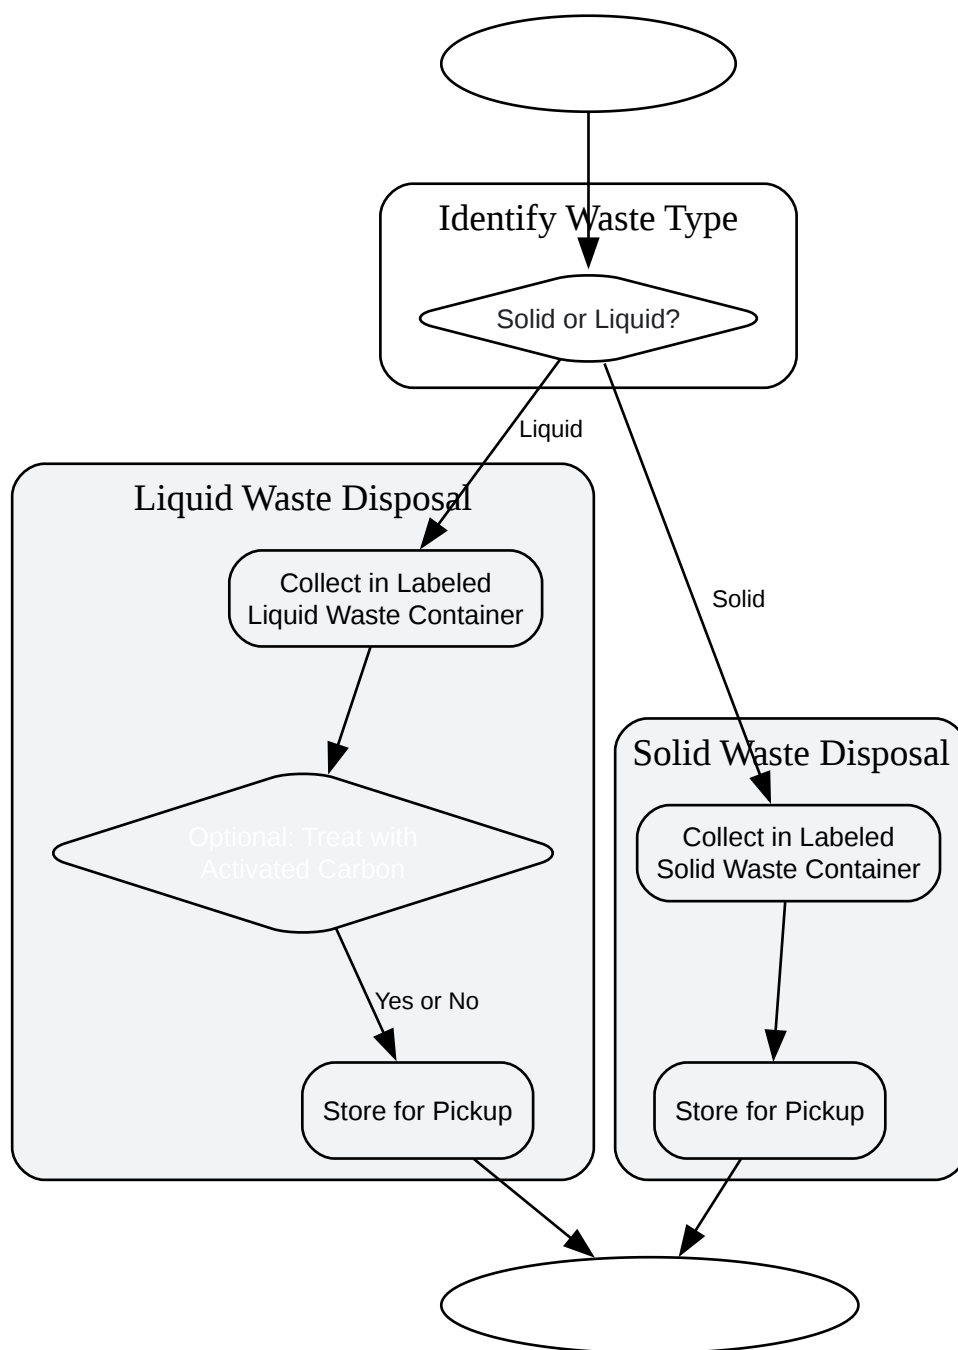 Identify Waste Type
Solid or Liquid?
Liquid
Liquid Waste Disposal
Collect in Labeled
Liquid Waste Container
Solid
Solid Waste Disposal
Optional: Treat with
Activated Carbon
Collect in Labeled
Solid Waste Container
Yes or No
Store for Pickup
Store for Pickup